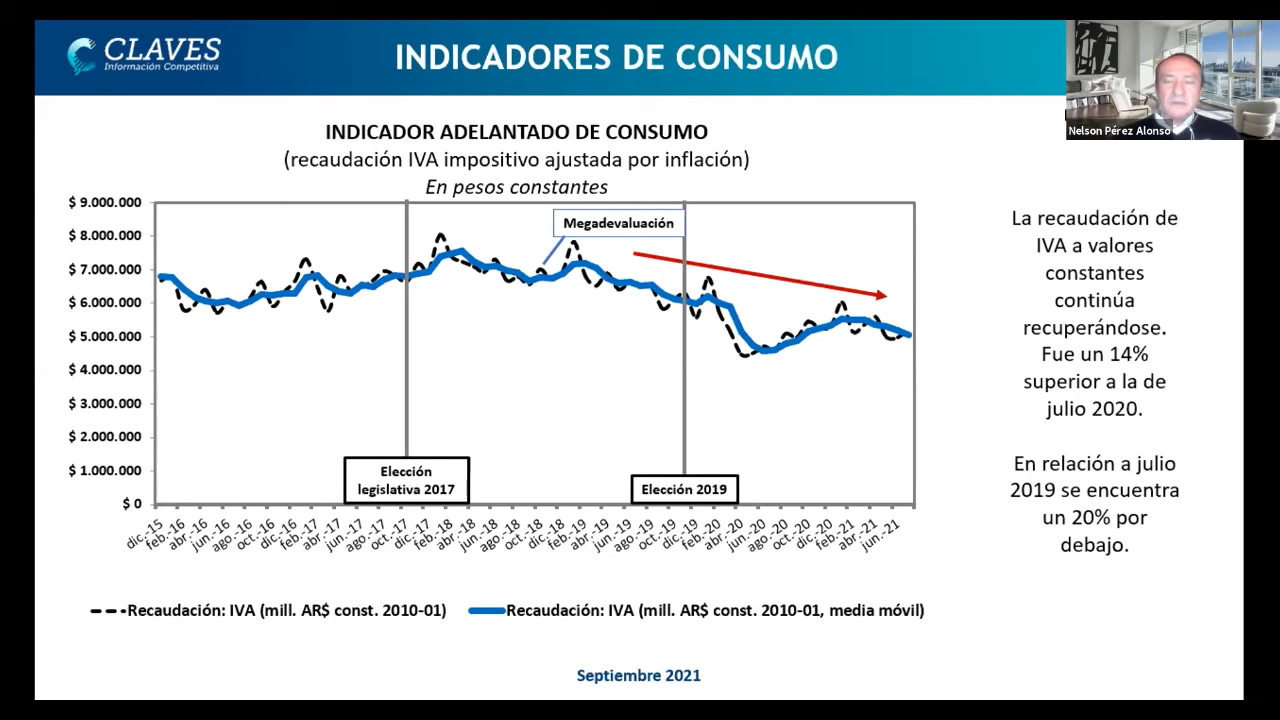 CLAVES
Información Competitiva
INDICADORES DE CONSUMO
Nelson Pérez Alonso
INDICADOR ADELANTADO DE CONSUMO
(recaudación IVA impositivo ajustada por inflación)
En pesos constantes
$ 9.000.000
$ 8.000.000
$ 7.000.000
$ 6.000.000
$ 5.000.000
$ 4.000.000
$ 3.000.000
$ 2.000.000
$ 1.000.000
$ 0
Megadevaluación
Elección
legislativa 2017
Elección 2019
dic.-15
feb.-16
abr.-16
jun.-16
ago.-16
oct.-16
dic.-16
feb.-17
abr.-17
jun.-17
ago.-17
oct.-17
dic.-17
feb.-18
abr.-18
jun.-18
ago.-18
oct.-18
dic.-18
feb.-19
abr.-19
jun.-19
ago.-19
oct.-19
dic.-19
feb.-20
abr.-20
jun.-20
ago.-20
oct.-20
dic.-20
feb.-21
abr.-21
jun.-21
La recaudación de
IVA a valores
constantes
continúa
recuperándose.
Fue un 14%
superior a la de
julio 2020.
En relación a julio
2019 se encuentra
un 20% por
debajo.
Recaudación: IVA (mill. AR$ const. 2010-01)
Recaudación: IVA (mill. AR$ const. 2010-01, media móvil)
Septiembre 2021